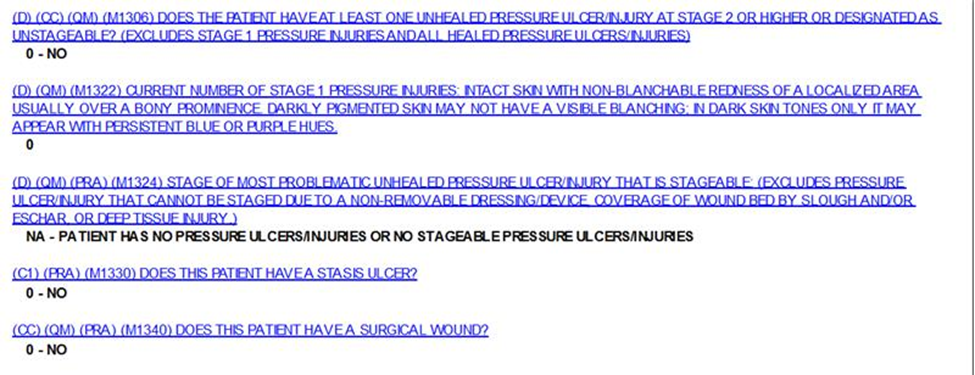 (D) (CC) (QM) (M1306) DOES THE PATIENT HAVE AT LEAST ONE UNHEALED PRESSURE ULCER/INJURY AT STAGE 2 OR HIGHER OR DESIGNATED AS
UNSTAGEABLE? (EXCLUDES STAGE 1 PRESSURE INJURIES AND ALL HEALED PRESSURE ULCERS/INJURIES)
0 - NO
(D) (QM) (M1322) CURRENT NUMBER OF STAGE 1 PRESSURE INJURIES: INTACT SKIN WITH NON-BLANCHABLE REDNESS OF A LOCALIZED AREA
USUALLY OVER A BONY PROMINENCE. DARKLY PIGMENTED SKIN MAY NOT HAVE A VISIBLE BLANCHING; IN DARK SKIN TONES ONLY IT MAY
APPEAR WITH PERSISTENT BLUE OR PURPLE HUES.
0
(D) (QM) (PRA) (M1324) STAGE OF MOST PROBLEMATIC UNHEALED PRESSURE ULCER/INJURY THAT IS STAGEABLE: (EXCLUDES PRESSURE
ULCER/INJURY THAT CANNOT BE STAGED DUE TO A NON-REMOVABLE DRESSING/DEVICE, COVERAGE OF WOUND BED BY SLOUGH AND/OR
ESCHAR, OR DEEP TISSUE INJURY.)
NA - PATIENT HAS NO PRESSURE ULCERS/INJURIES OR NO STAGEABLE PRESSURE ULCERS/INJURIES
(C1) (PRA) (M1330) DOES THIS PATIENT HAVE A STASIS ULCER?
0 - NO
(CC) (QM) (PRA) (M1340) DOES THIS PATIENT HAVE A SURGICAL WOUND?
0 - NO